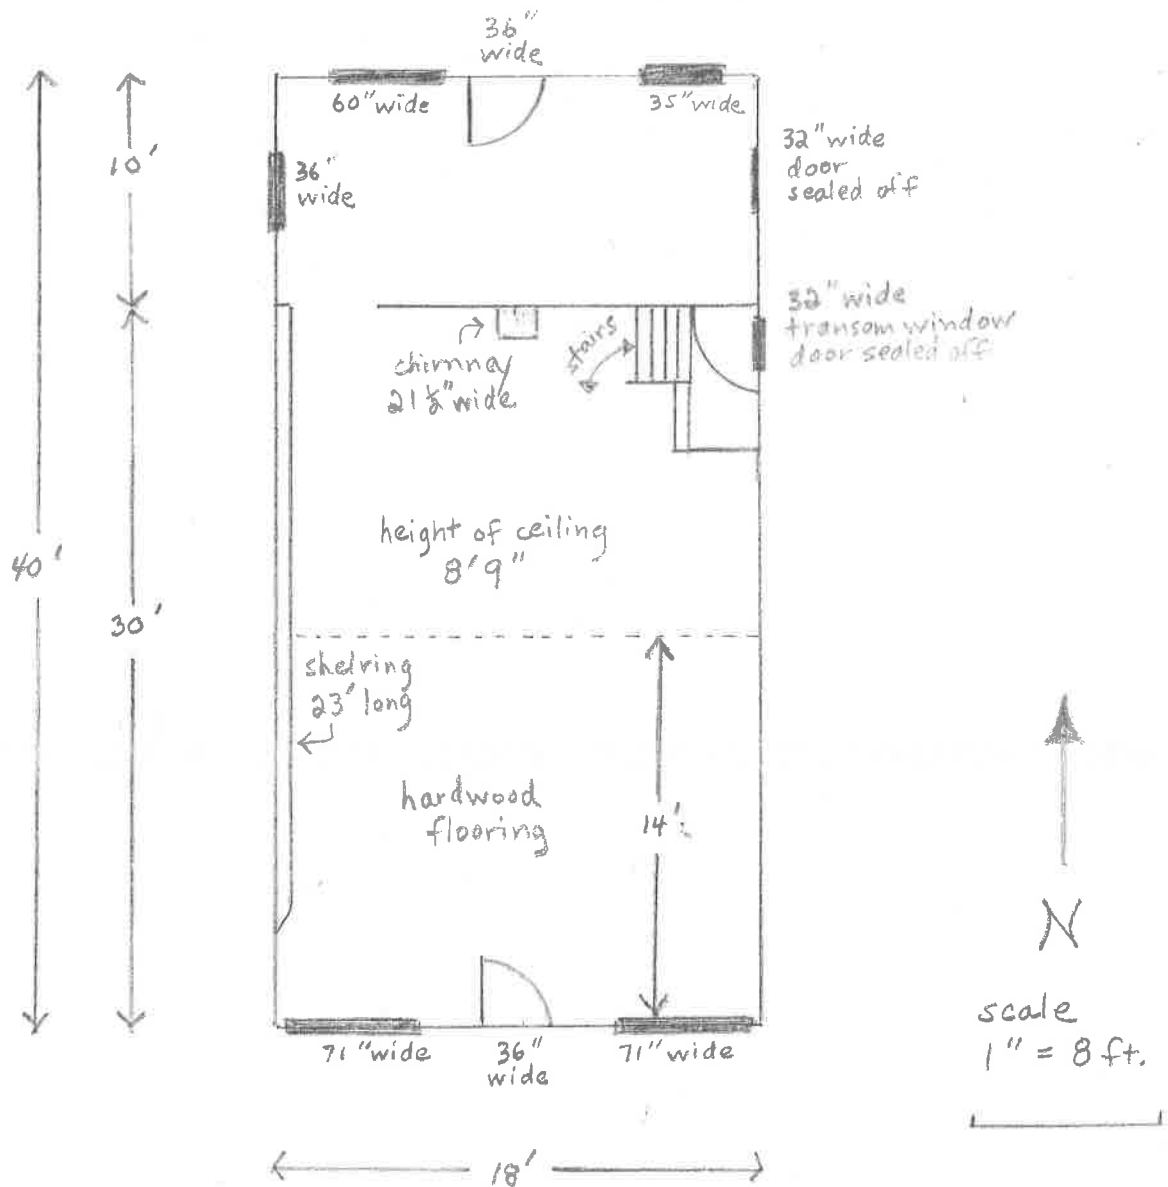 36"
wide
60"wide
35"wide
10'
36"
wide
32"wide
door
sealed off
32"wide
transom window
door sealed off
stairs
chimney
21½"wide
height of ceiling
8'9"
40'
30'
shelving
23'long
hardwood
flooring
14'
N
scale
1" = 8 ft.
71"wide
36"
wide
71"wide
18'